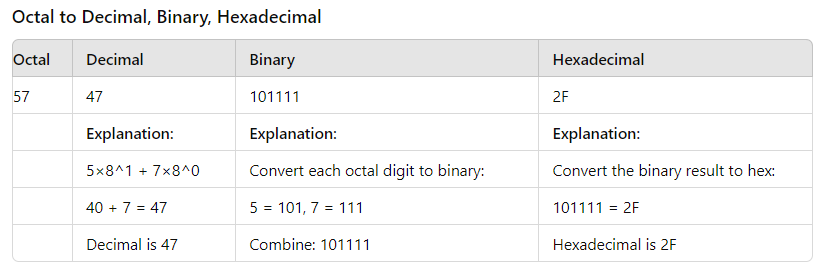 Octal to Decimal, Binary, Hexadecimal
Octal Decimal Binary Hexadecimal
57 47 101111 2F
Explanation: Explanation: Explanation:
5×8^1 + 7×8^0 Convert each octal digit to binary: Convert the binary result to hex:
40 + 7 = 47 5 = 101, 7 = 111 101111 = 2F
Decimal is 47 Combine: 101111 Hexadecimal is 2F